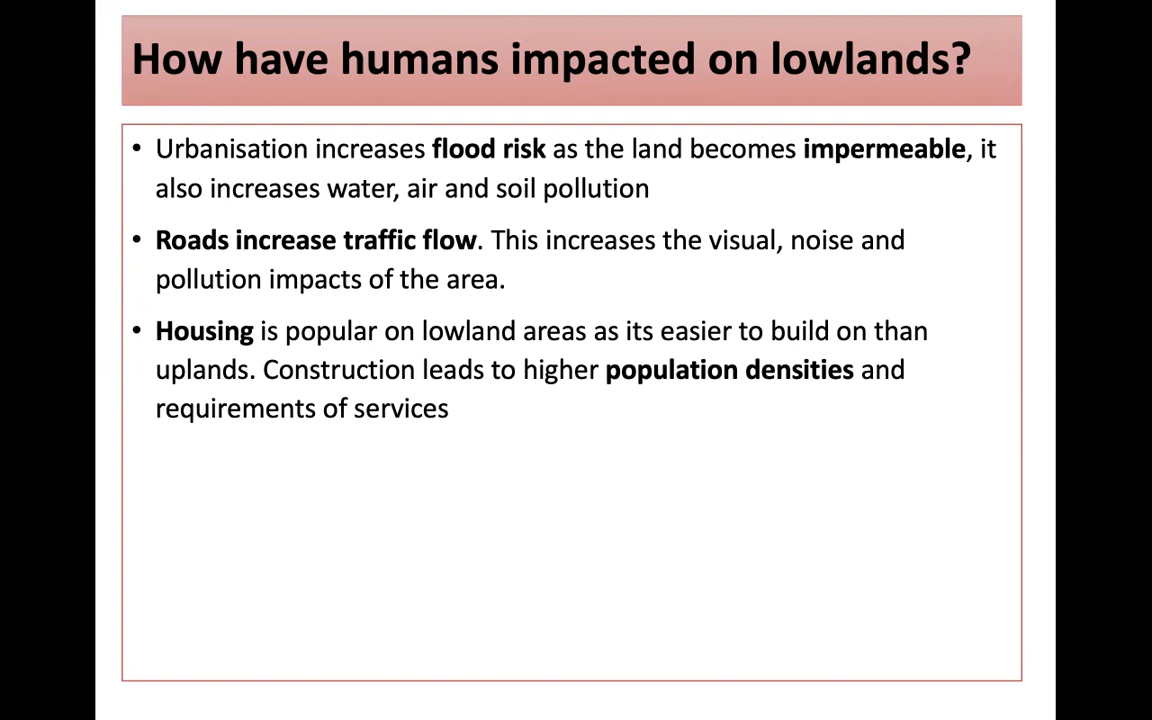 How have humans impacted on lowlands?
• Urbanisation increases flood risk as the land becomes impermeable, it
also increases water, air and soil pollution
• Roads increase traffic flow. This increases the visual, noise and
pollution impacts of the area.
• Housing is popular on lowland areas as its easier to build on than
uplands. Construction leads to higher population densities and
requirements of services